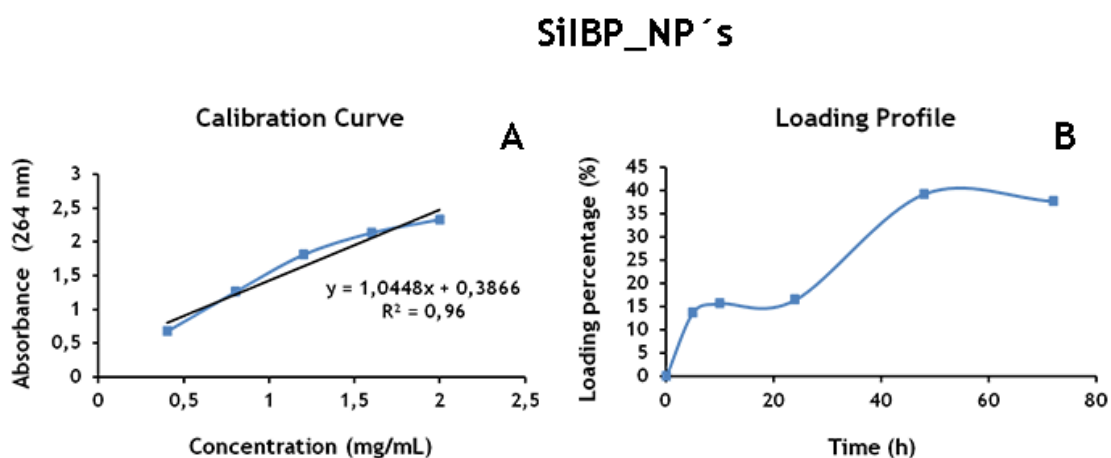 SiIBP_NP´s
Calibration Curve
A
Absorbance (264 nm)
3
2,5
2
1,5
1
0,5
0
y = 1,0448x + 0,3866
R² = 0,96
0 0,5 1 1,5 2 2,5
Concentration (mg/mL)
Loading Profile
B
Loading percentage (%)
45
40
35
30
25
20
15
10
5
0
0 20 40 60 80
Time (h)